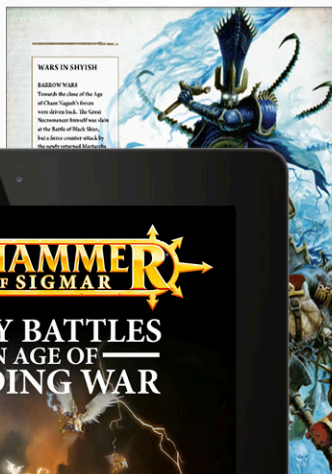 WARS IN SHYISH
BARROW WARS
Towards the close of the Age
of Chaos Nagash's forces
were driven back. The Great
Necromancer himself was slain
at the Battle of Black Skies,
but a fierce counter-attack by
the newly returned Mortarchs
HAMMER
OF SIGMAR
Y BATTLES
N AGE OF
DING WAR